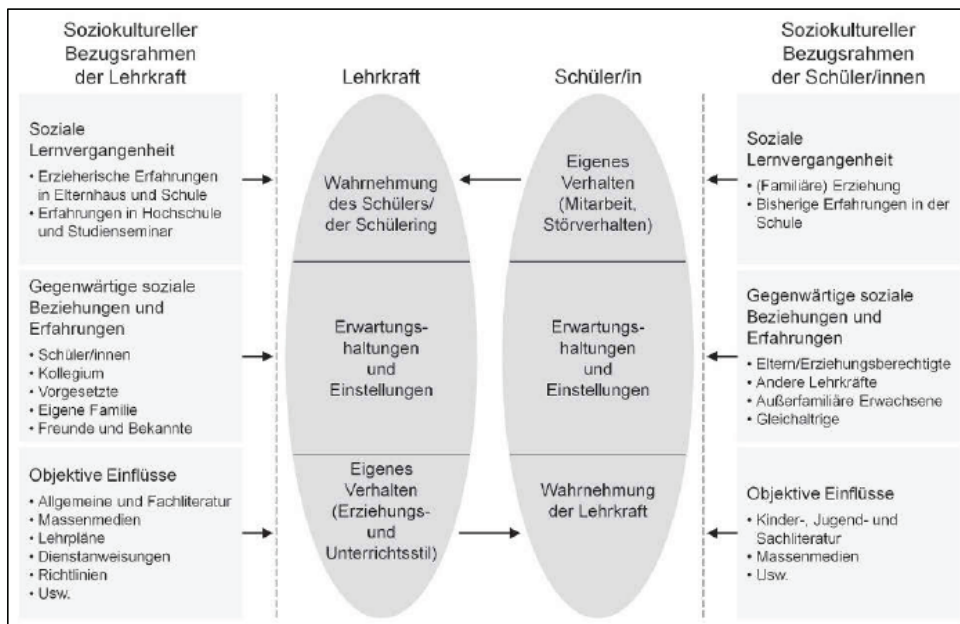 Soziokultureller
Bezugsrahmen
der Lehrkraft
Soziale
Lernvergangenheit
• Erzieherische Erfahrungen
in Elternhaus und Schule
• Erfahrungen in Hochschule
und Studienseminar
Gegenwärtige soziale
Beziehungen und
Erfahrungen
• Schüler/innen
• Kollegium
• Vorgesetzte
• Eigene Familie
• Freunde und Bekannte
Objektive Einflüsse
• Allgemeine und Fachliteratur
• Massenmedien
• Lehrpläne
• Dienstanweisungen
• Richtlinien
• Usw.
Lehrkraft
Wahrnehmung
des Schülers/
der Schülering
Erwartungs-
haltungen
und
Einstellungen
Eigenes
Verhalten
(Erziehungs-
und
Unterrichtsstil)
Schüler/in
Eigenes
Verhalten
(Mitarbeit,
Störverhalten)
Erwartungs-
haltungen
und
Einstellungen
Wahrnehmung
der Lehrkraft
Soziokultureller
Bezugsrahmen
der Schüler/innen
Soziale
Lernvergangenheit
• (Familiäre) Erziehung
• Bisherige Erfahrungen in der
Schule
Gegenwärtige soziale
Beziehungen und
Erfahrungen
• Eltern/Erziehungsberechtigte
• Andere Lehrkräfte
• Außerfamiliäre Erwachsene
• Gleichaltrige
Objektive Einflüsse
• Kinder-, Jugend- und
Sachliteratur
• Massenmedien
• Usw.